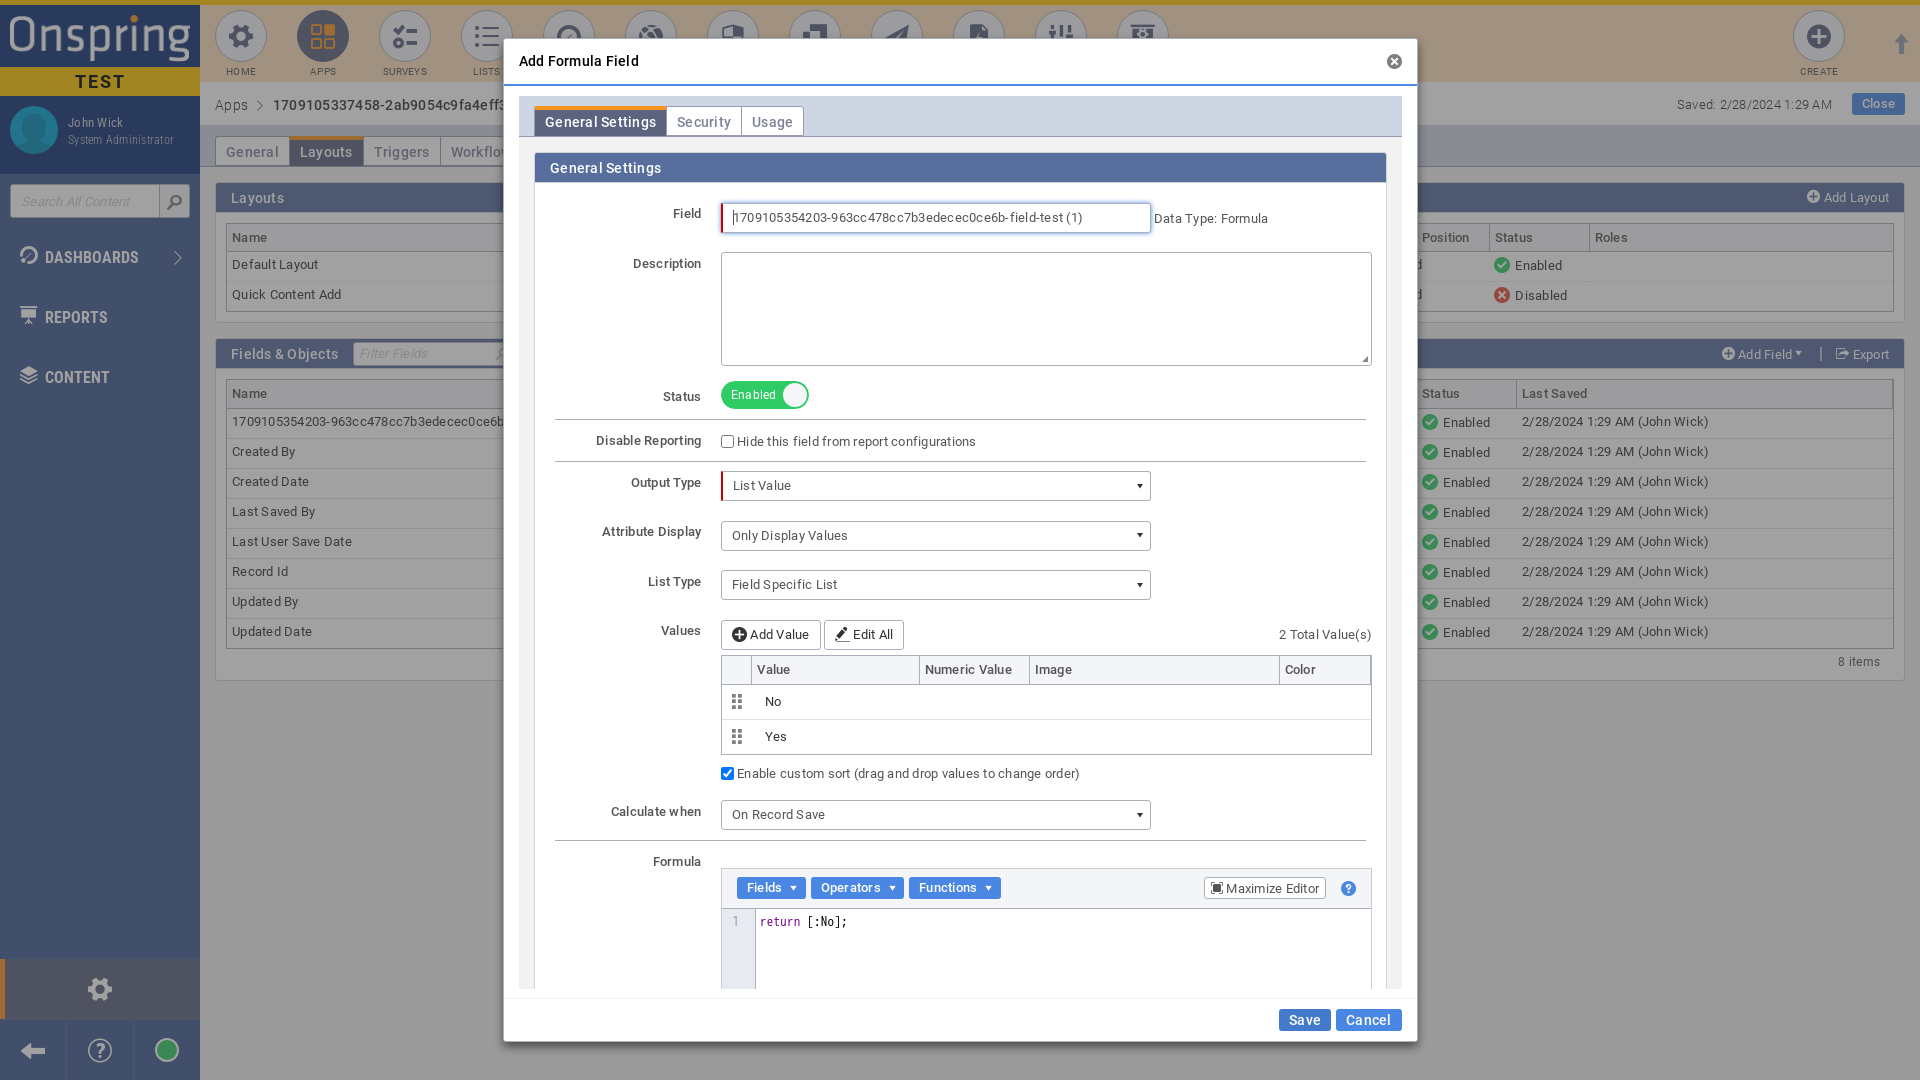 Onspring
TEST
John Wick
System Administrator
Search All Content
DASHBOARDS
REPORTS
CONTENT
HOME
APPS
SURVEYS
LISTS
CREATE
Apps
1709105337458-2ab9054c9fa4eff3
Saved: 2/28/2024 1:29 AM
Close
General
Layouts
Triggers
Layouts
Add Layout
Name
Position
Status
Roles
Default Layout
Enabled
Quick Content Add
Disabled
Fields & Objects
Filter Fields
Add Field
Export
Name
Status
Last Saved
1709105354203-963cc478cc7b3edecec0ce6b
Enabled
2/28/2024 1:29 AM (John Wick)
Created By
Enabled
2/28/2024 1:29 AM (John Wick)
Created Date
Enabled
2/28/2024 1:29 AM (John Wick)
Last Saved By
Enabled
2/28/2024 1:29 AM (John Wick)
Last User Save Date
Enabled
2/28/2024 1:29 AM (John Wick)
Record Id
Enabled
2/28/2024 1:29 AM (John Wick)
Updated By
Enabled
2/28/2024 1:29 AM (John Wick)
Updated Date
Enabled
2/28/2024 1:29 AM (John Wick)
8 items
Add Formula Field
General Settings
Security
Usage
General Settings
Field
1709105354203-963cc478cc7b3edecec0ce6b-field-test (1)
Data Type: Formula
Description
Status
Enabled
Disable Reporting
Hide this field from report configurations
Output Type
List Value
Attribute Display
Only Display Values
List Type
Field Specific List
Values
Add Value
Edit All
2 Total Value(s)
Value
Numeric Value
Image
Color
No
Yes
Enable custom sort (drag and drop values to change order)
Calculate when
On Record Save
Formula
Fields
Operators
Functions
Maximize Editor
1
return [:No];
Save
Cancel